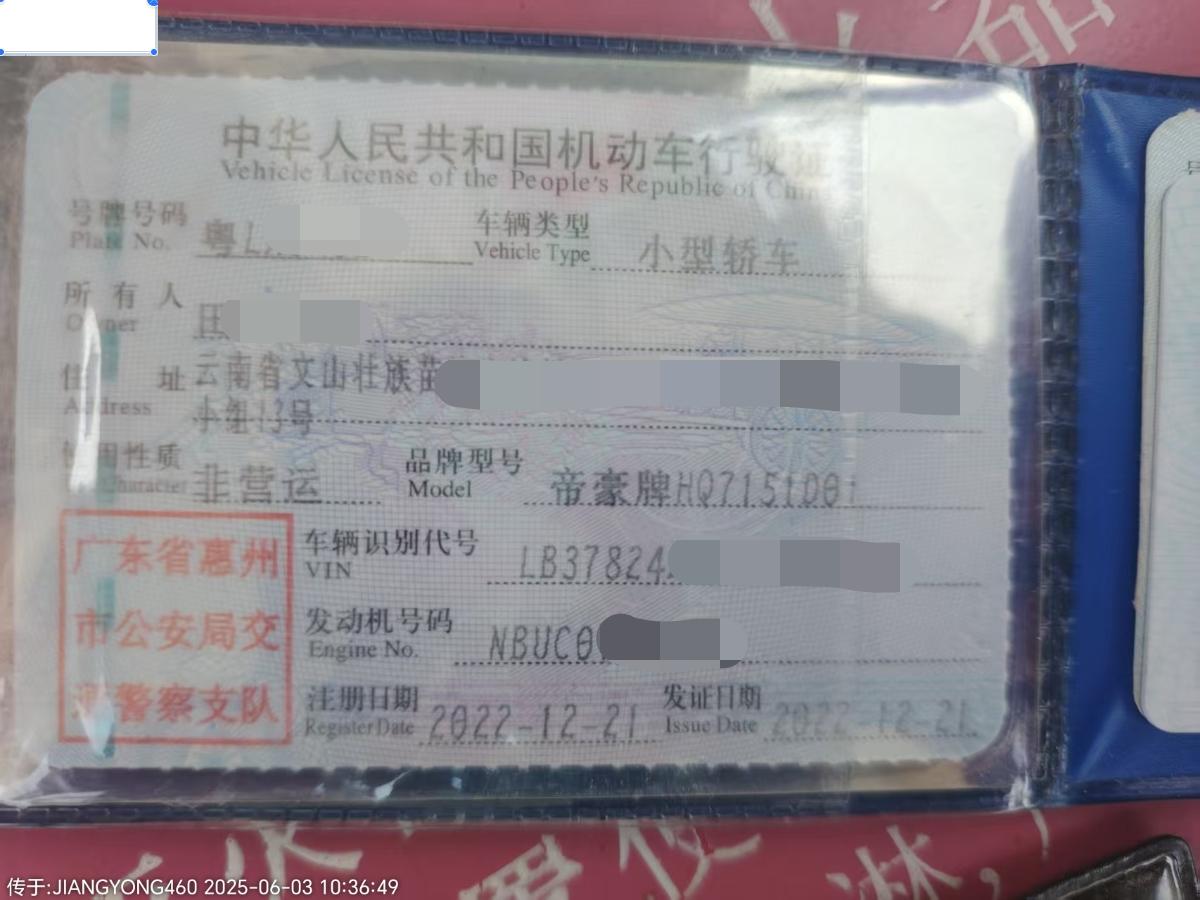 中华人民共和国机动车行驶证
Vehicle License of the People's Republic of Chin
号牌号码 粤L 车辆类型 小型轿车
Plate No. Vehicle Type
所有人
Owner
住址 云南省文山壮族苗
Address 小组13号
使用性质 非营运 品牌型号 帝豪牌HQ7151D01
Character Model
广东省惠州
市公安局交
通警察支队
车辆识别代号 LB37824
VIN
发动机号码 NBUC0
Engine No.
注册日期 2022-12-21 发证日期 2022-12-21
Register Date Issue Date
号
传于:JIANGYONG460 2025-06-03 10:36:49